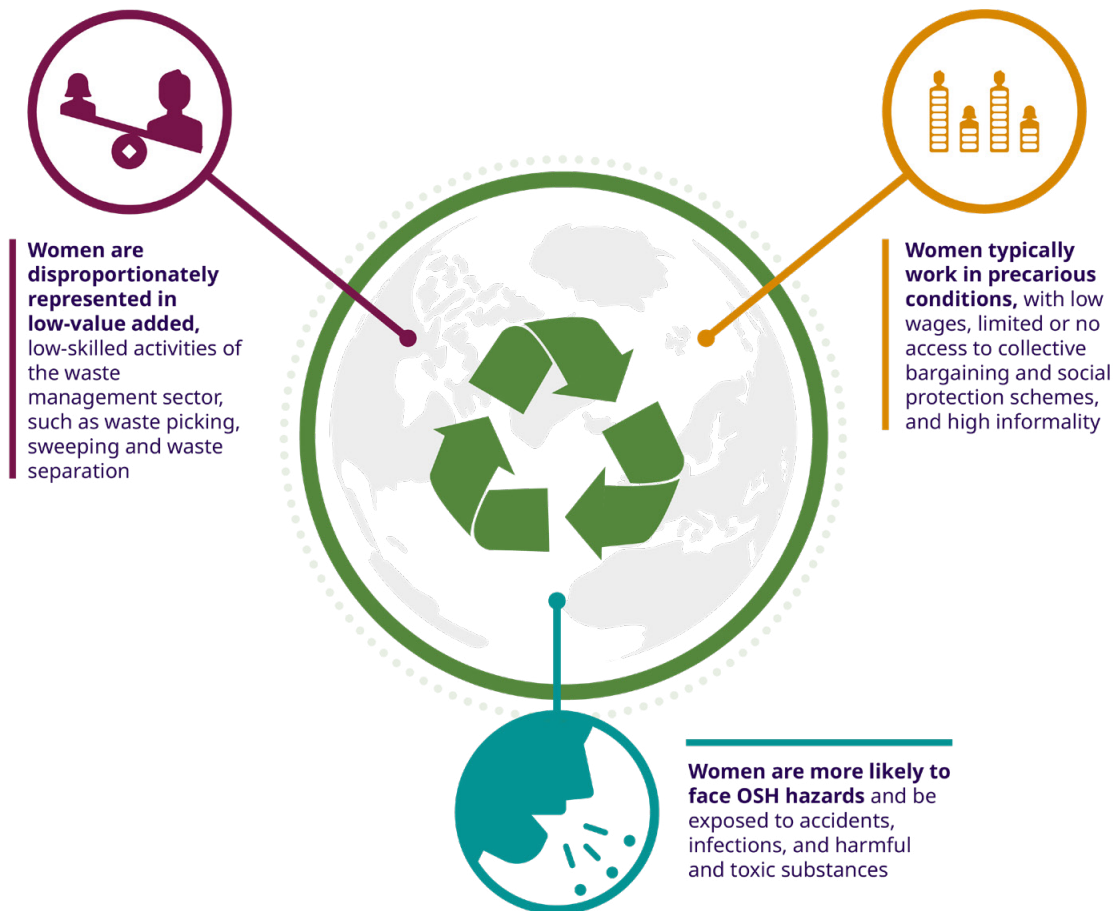 Women are
disproportionately
represented in
low-value added,
low-skilled activities of
the waste
management sector,
such as waste picking,
sweeping and waste
separation
Women typically
work in precarious
conditions, with low
wages, limited or no
access to collective
bargaining and social
protection schemes,
and high informality
Women are more likely to
face OSH hazards and be
exposed to accidents,
infections, and harmful
and toxic substances